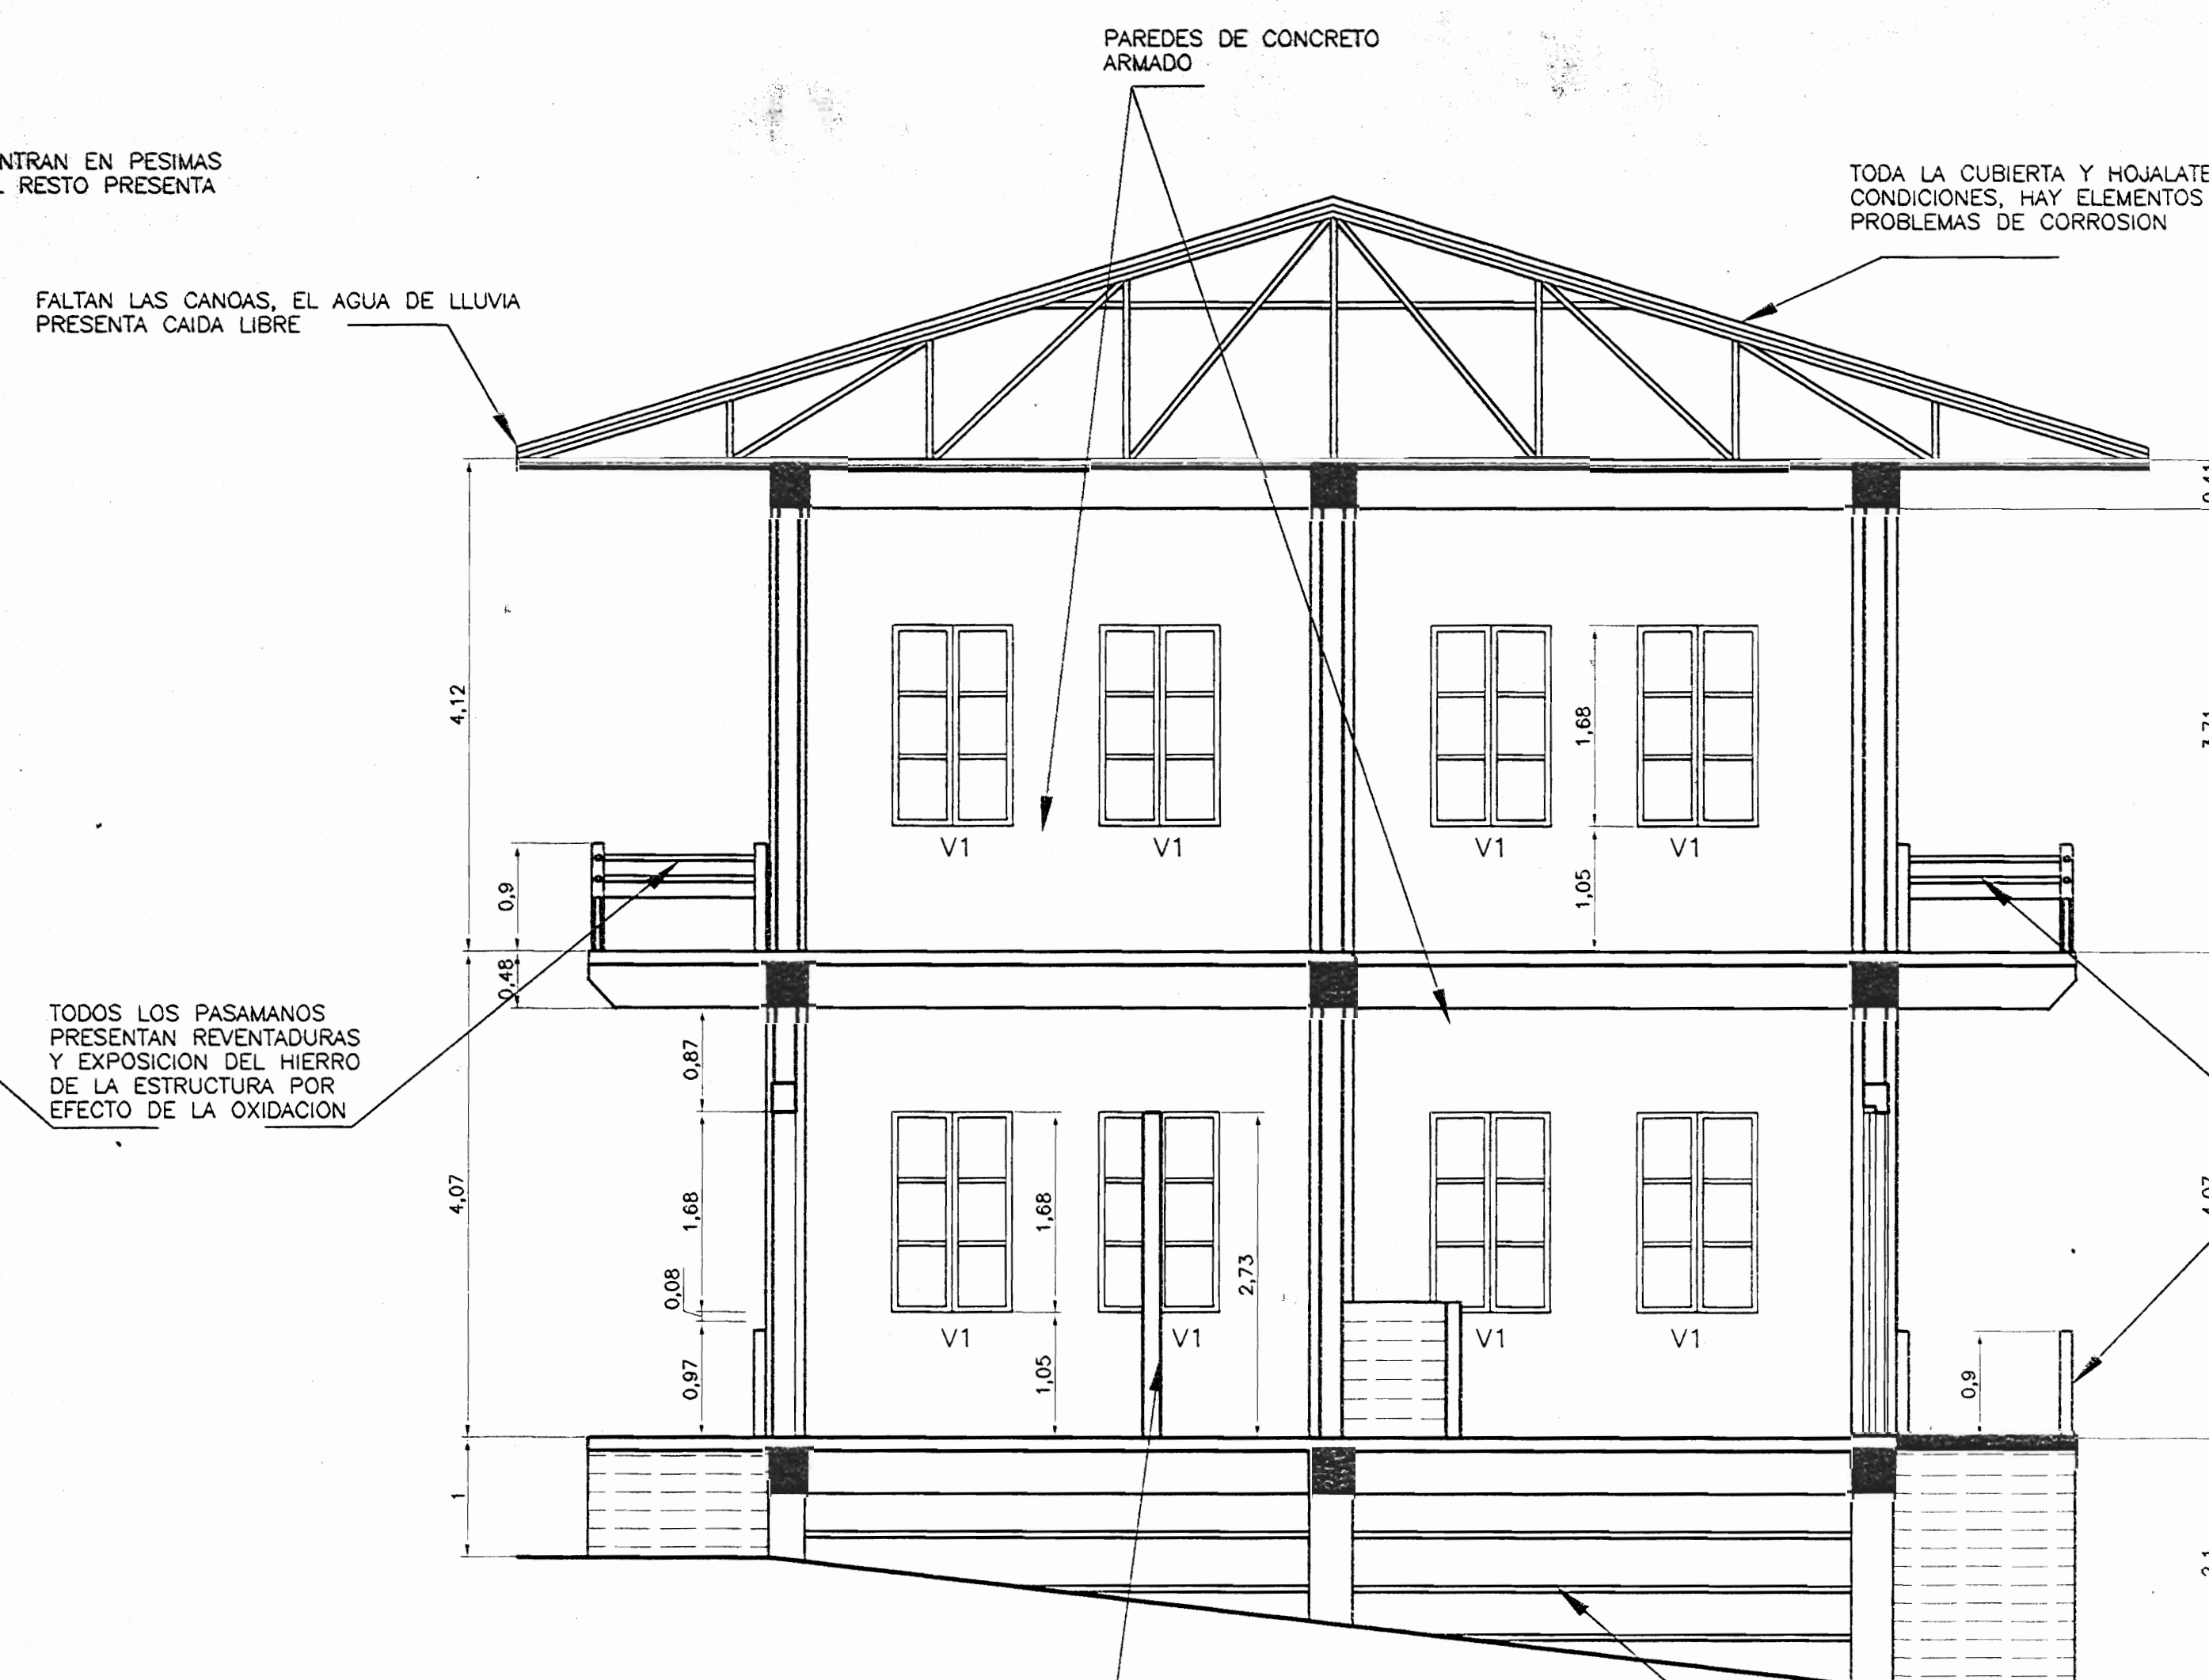 PAREDES DE CONCRETO
ARMADO
NTRAN EN PESIMAS
RESTO PRESENTA
TODA LA CUBIERTA Y HOJALATE
CONDICIONES, HAY ELEMENTOS
PROBLEMAS DE CORROSION
FALTAN LAS CANOAS, EL AGUA DE LLUVIA
PRESENTA CAIDA LIBRE
4,12
1,68
V1
V1
V1
V1
0,9
1,05
0,48
TODOS LOS PASAMANOS
PRESENTAN REVENTADURAS
Y EXPOSICION DEL HIERRO
DE LA ESTRUCTURA POR
EFECTO DE LA OXIDACION
0,87
4,07
1,68
1,68
2,73
0,08
V1
V1
V1
V1
0,97
1,05
0,9
1